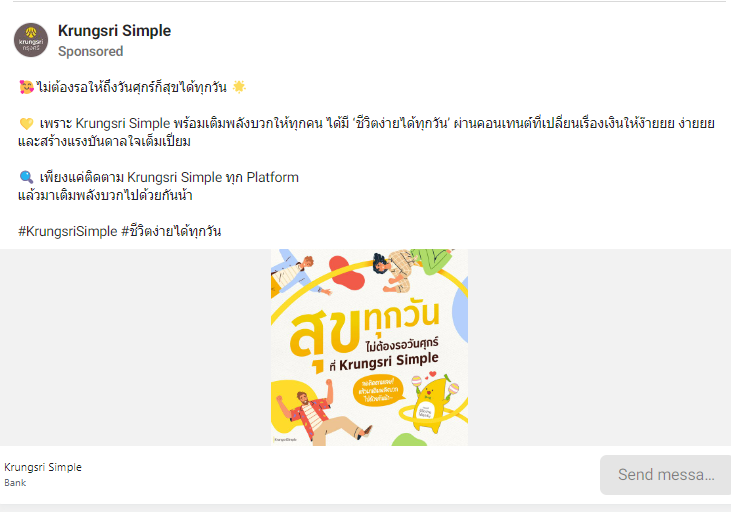 Krungsri Simple
Sponsored
krungsri
กรุงศรี
🥰 ไม่ต้องรอให้ถึงวันศุกร์ก็สุขได้ทุกวัน 🌟
💛 เพราะ Krungsri Simple พร้อมเติมพลังบวกให้ทุกคน ได้มี ‘ชีวิตง่ายได้ทุกวัน’ ผ่านคอนเทนต์ที่เปลี่ยนเรื่องเงินให้ง๊ายยย ง่ายยย
และสร้างแรงบันดาลใจเต็มเปี่ยม
🔍 เพียงแค่ติดตาม Krungsri Simple ทุก Platform
แล้วมาเติมพลังบวกไปด้วยกันน้า
#KrungsriSimple #ชีวิตง่ายได้ทุกวัน
สุขทุกวัน
ไม่ต้องรอวันศุกร์
ที่ Krungsri Simple
Krungsri Simple
Bank
Send messa...